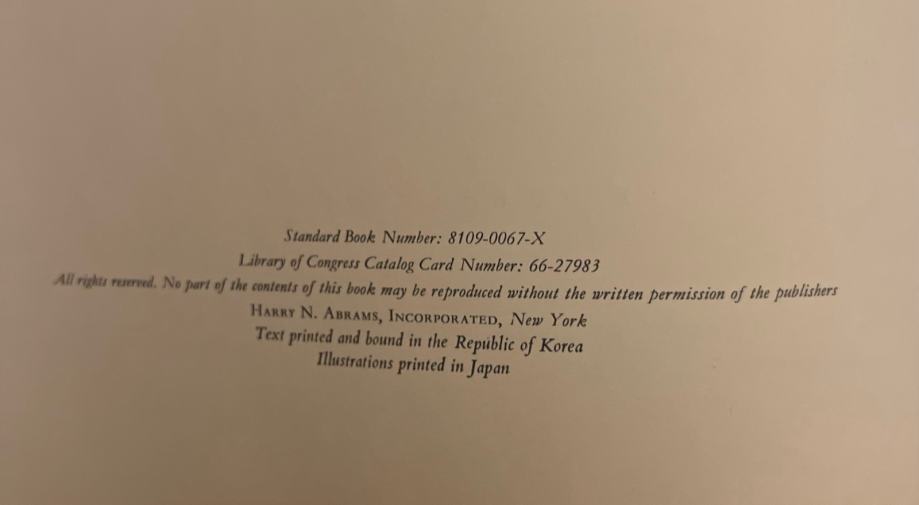 Standard Book Number: 8109-0067-X
Library of Congress Catalog Card Number: 66-27983
All rights reserved. No part of the contents of this book may be reproduced without the written permission of the publishers
HARRY N. ABRAMS, INCORPORATED, New York
Text printed and bound in the Republic of Korea
Illustrations printed in Japan